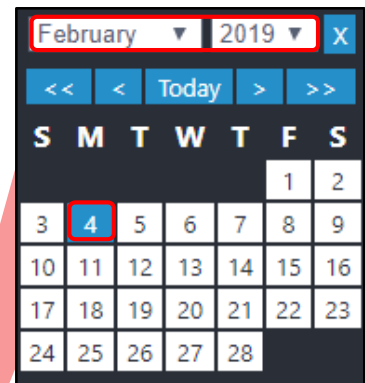 February ▼ 2019 ▼ X
<< < Today > >>
S M T W T F S
1 2
3 4 5 6 7 8 9
10 11 12 13 14 15 16
17 18 19 20 21 22 23
24 25 26 27 28